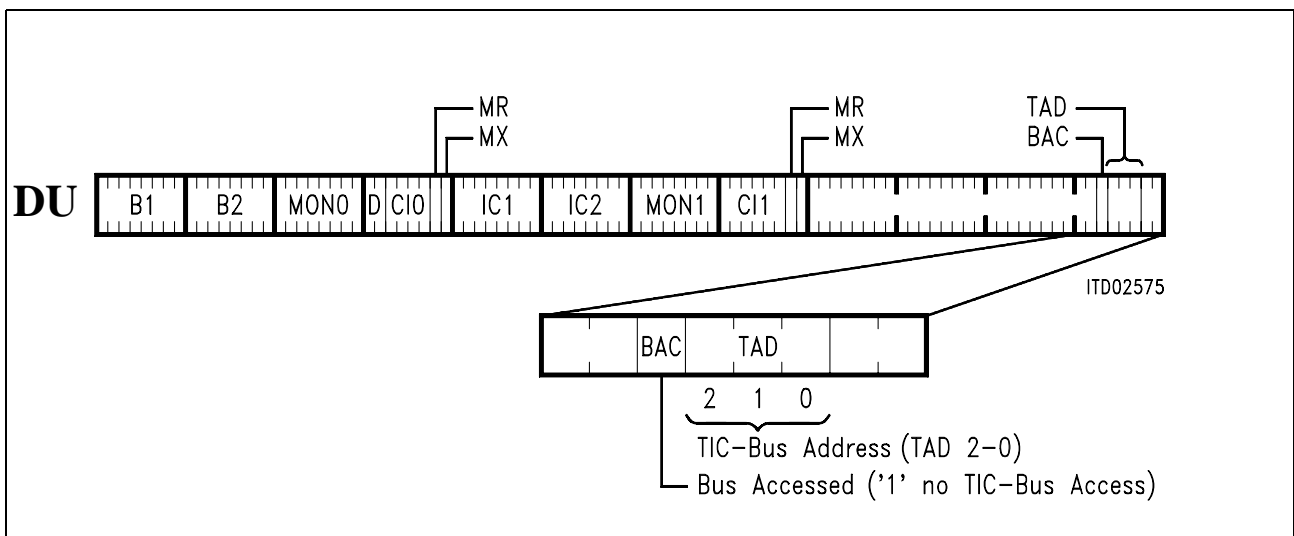 MR
MX
MR
MX
TAD
BAC
DU B1 B2 MON0 D CI0 IC1 IC2 MON1 CI1
ITD02575
BAC TAD
2 1 0
TIC-Bus Address (TAD 2-0)
Bus Accessed ('1' no TIC-Bus Access)